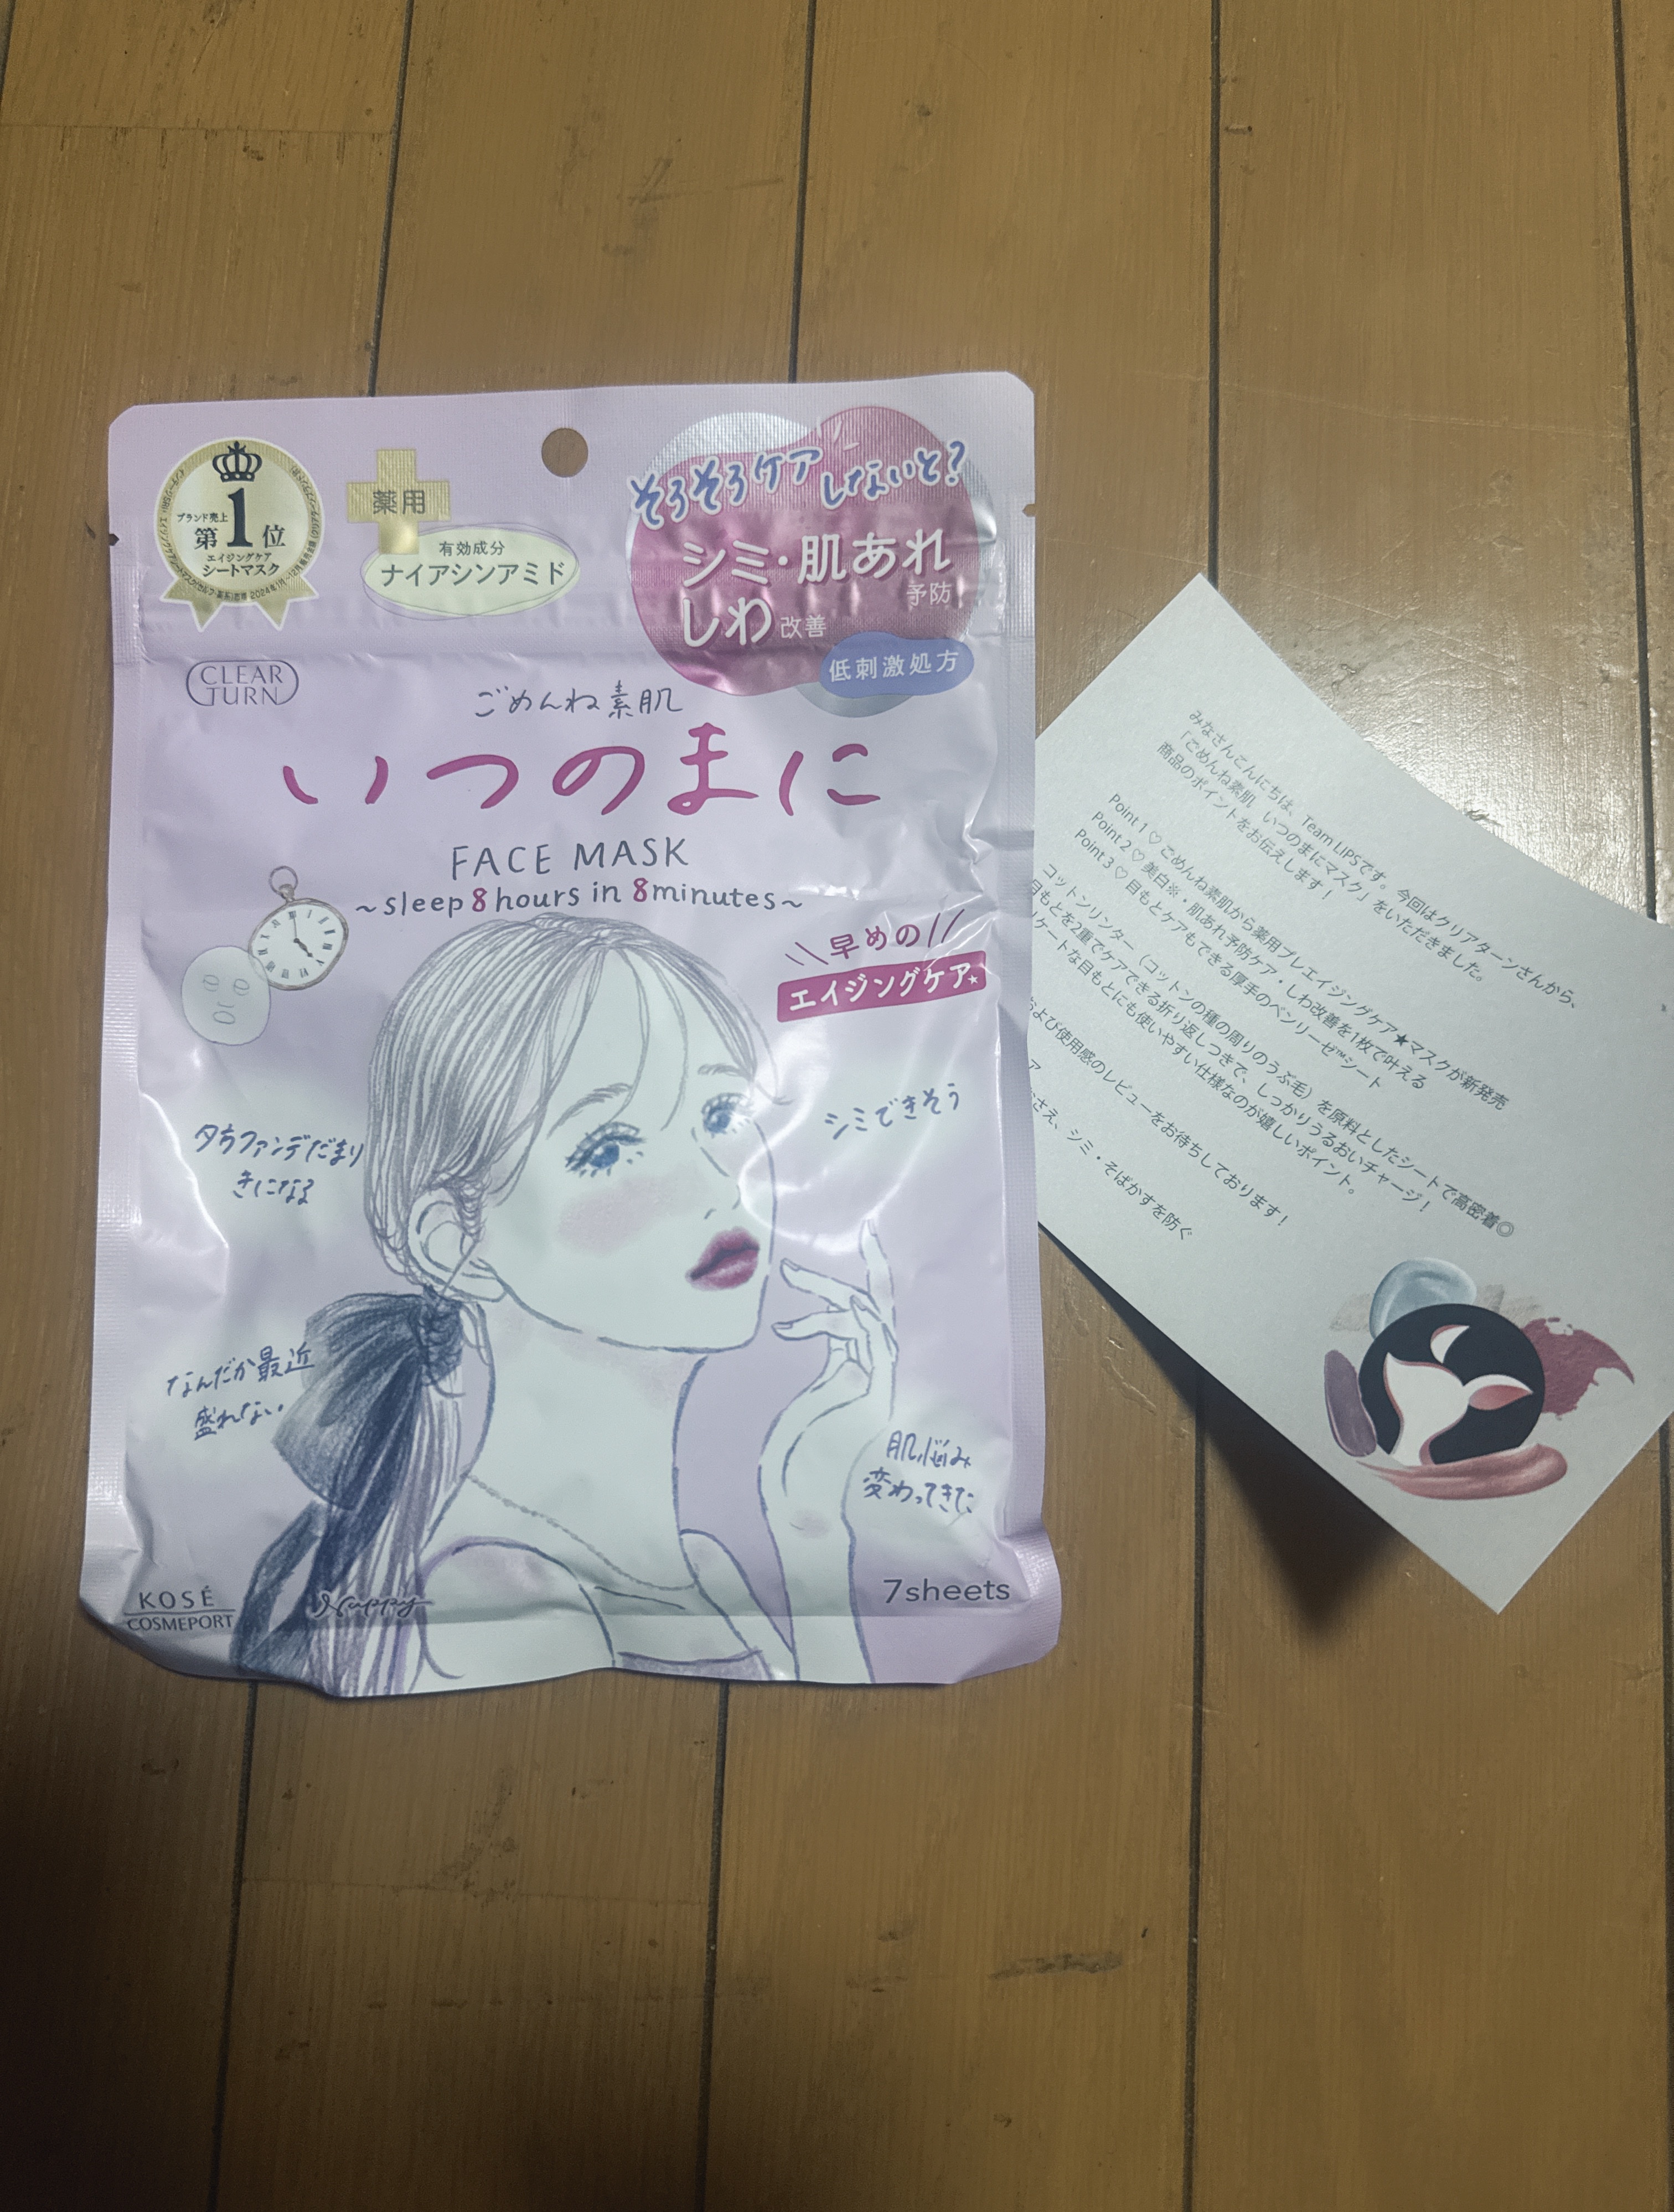 ブランド売上
第1位
エイジングケア
シートマスク
薬用
有効成分
ナイアシンアミド
そろそろケア
しないと?
シミ・肌あれ
予防
しわ改善
低刺激処方
CLEAR
TURN
ごめんね素肌
いつのまに
FACE MASK
~sleep 8 hours in 8 minutes~
\\早めの//
エイジングケア★
シミできそう
夕方ファンデだまり
きになる
なんだか最近
盛れない
肌悩み
変わってきた
KOSÉ
COSMEPORT
Nuppy
7sheets
みなさんこんにちは、Team LIPSです。今回はクリアターンさんから、
「ごめんね素肌 いつのまにマスク」をいただきました。
商品のポイントをお伝えします!
Point 1♡ごめんね素肌から薬用プレエイジングケア★マスクが新発売
Point 2♡美白※・肌あれ予防ケア・しわ改善を1枚で叶える
Point 3♡目もとケアもできる厚手のベンリーゼ™シート
コットンリンター(コットンの種の周りのうぶ毛)を原料としたシートで高密着◎
目もとを2重でケアできる折り返しつきで、しっかりうるおいチャージ!
リケートな目もとにも使いやすい仕様なのが嬉しいポイント。
および使用感のレビューをお待ちしております!
ア
さえ、シミ・そばかすを防ぐ